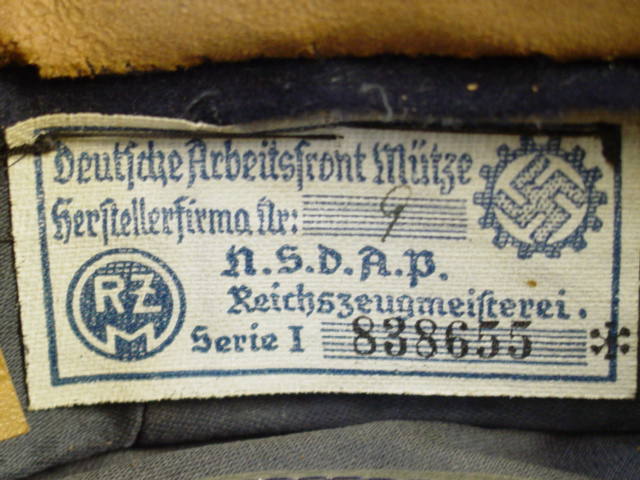 Deutsche Arbeitsfront Mütze
Herstellerfirma Nr: 9
N.S.D.A.P.
Reichszeugmeisterei.
RZM
Serie I 838655 *